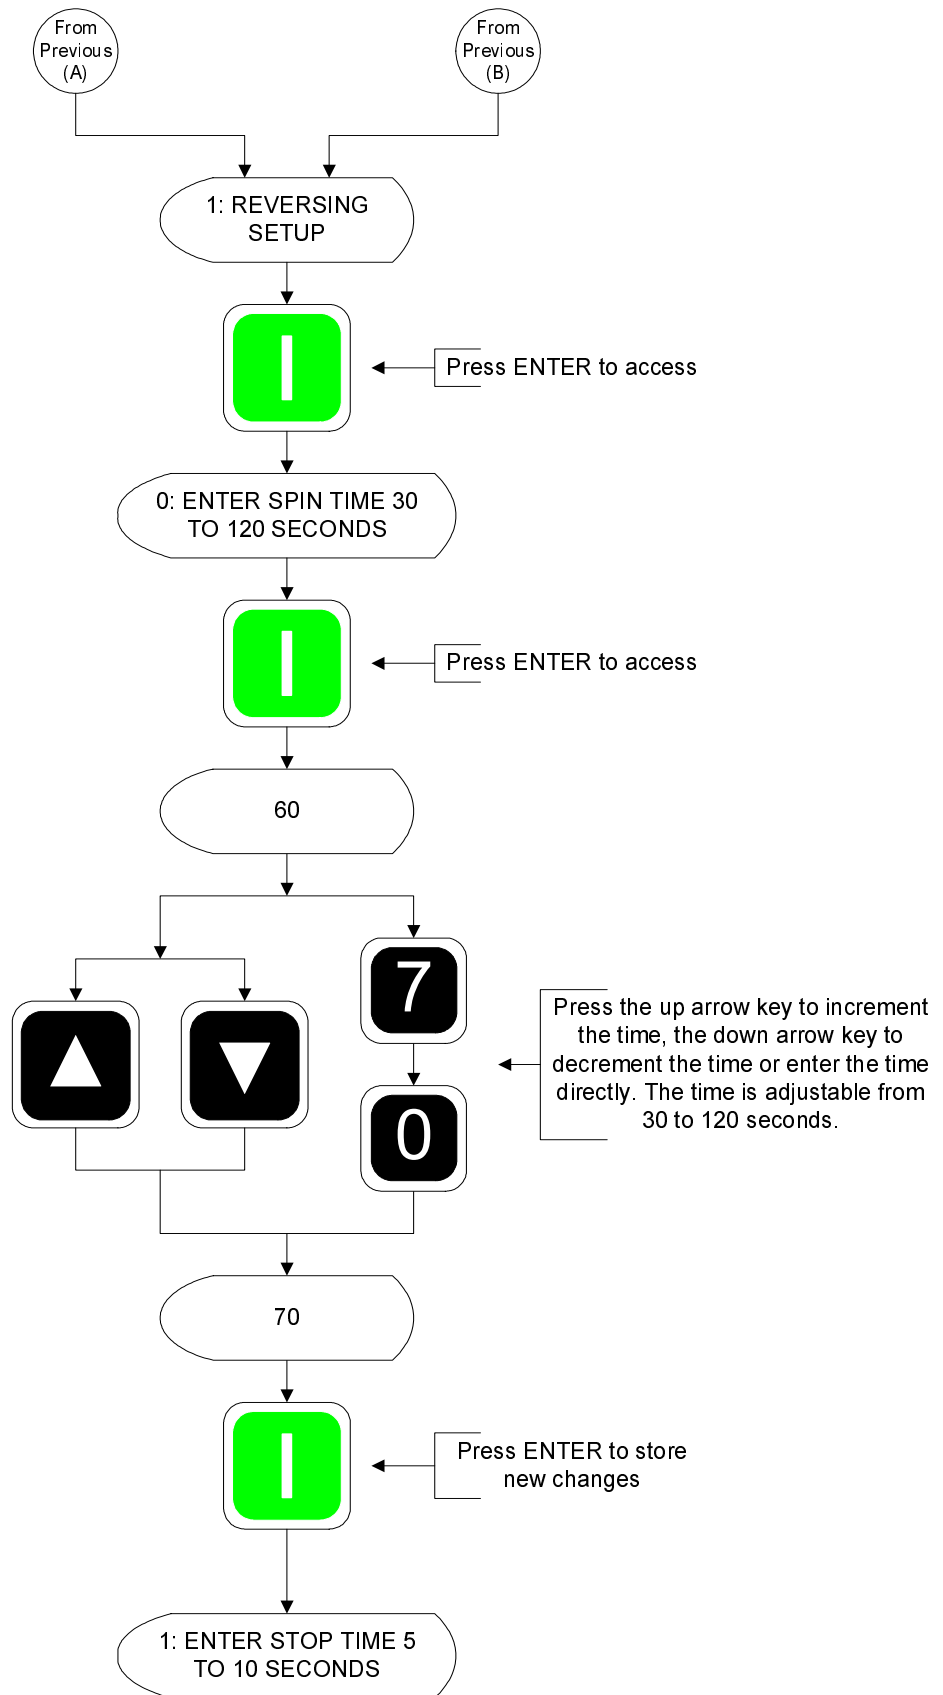 From
Previous
(A)
From
Previous
(B)
1: REVERSING
SETUP
Press ENTER to access
0: ENTER SPIN TIME 30
TO 120 SECONDS
Press ENTER to access
60
7
0
Press the up arrow key to increment
the time, the down arrow key to
decrement the time or enter the time
directly. The time is adjustable from
30 to 120 seconds.
70
Press ENTER to store
new changes
1: ENTER STOP TIME 5
TO 10 SECONDS